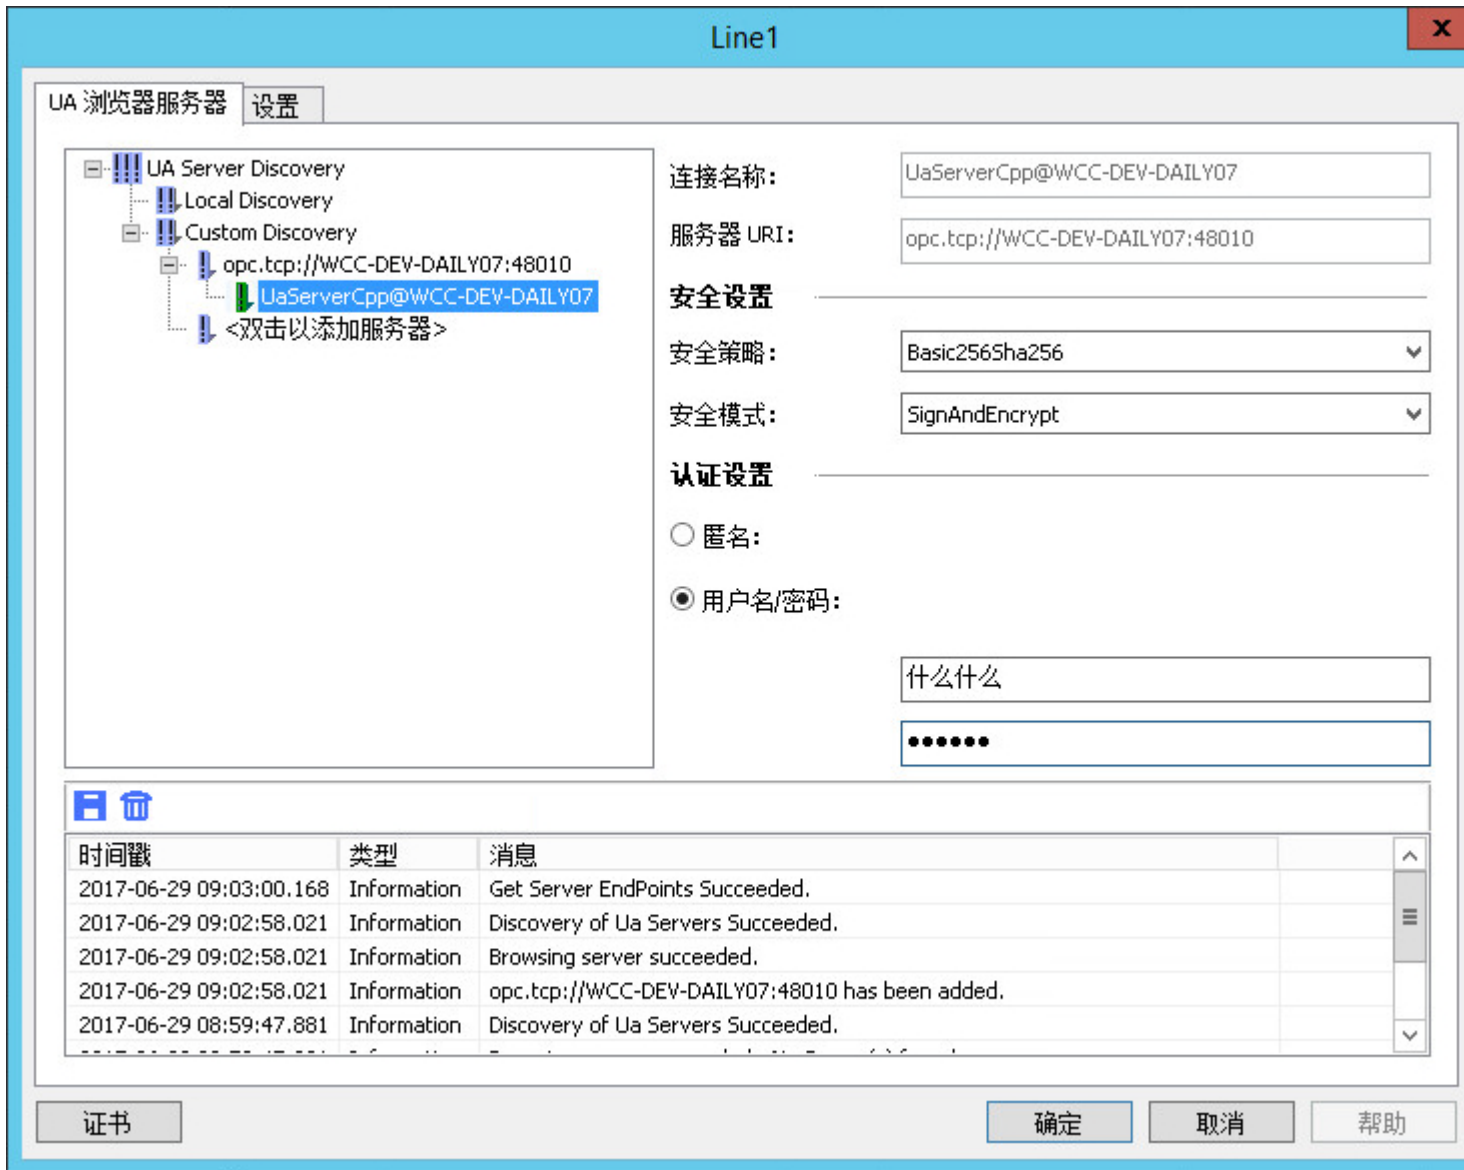 Line1
UA 浏览器服务器
设置
UA Server Discovery
Local Discovery
Custom Discovery
opc.tcp://WCC-DEV-DAILY07:48010
UaServerCpp@WCC-DEV-DAILY07
<双击以添加服务器>
连接名称：
UaServerCpp@WCC-DEV-DAILY07
服务器 URI：
opc.tcp://WCC-DEV-DAILY07:48010
安全设置
安全策略：
Basic256Sha256
安全模式：
SignAndEncrypt
认证设置
匿名：
用户名/密码：
什么什么
●●●●●●
时间戳 类型 消息
2017-06-29 09:03:00.168 Information Get Server EndPoints Succeeded.
2017-06-29 09:02:58.021 Information Discovery of Ua Servers Succeeded.
2017-06-29 09:02:58.021 Information Browsing server succeeded.
2017-06-29 09:02:58.021 Information opc.tcp://WCC-DEV-DAILY07:48010 has been added.
2017-06-29 08:59:47.881 Information Discovery of Ua Servers Succeeded.
证书
确定
取消
帮助